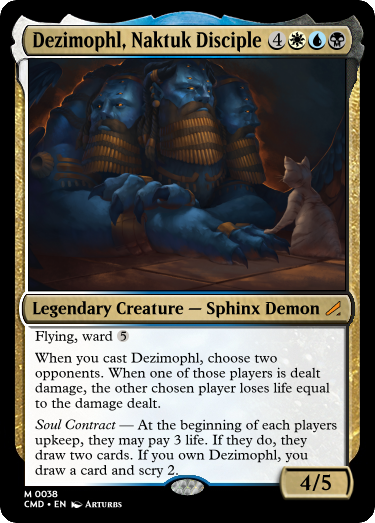 Dezimophl, Naktuk Disciple 4
Legendary Creature — Sphinx Demon
Flying, ward 5
When you cast Dezimophl, choose two
opponents. When one of those players is dealt
damage, the other chosen player loses life equal
to the damage dealt.
Soul Contract — At the beginning of each players
upkeep, they may pay 3 life. If they do, they
draw two cards. If you own Dezimophl, you
draw a card and scry 2.
4/5
M 0038
CMD • EN Arturbs